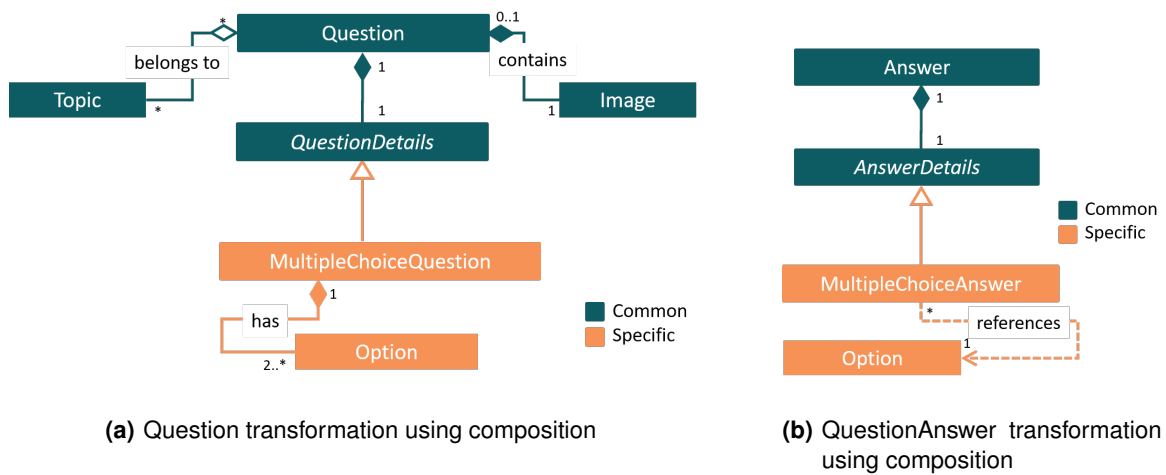 Question
*
0..1
belongs to
contains
1
Topic
*
1
1
Image
QuestionDetails
MultipleChoiceQuestion
1
has
Option
2..*
Common
Specific
(a) Question transformation using composition
Answer
1
1
AnswerDetails
Common
Specific
MultipleChoiceAnswer
*
references
1
Option
(b) QuestionAnswer transformation
using composition